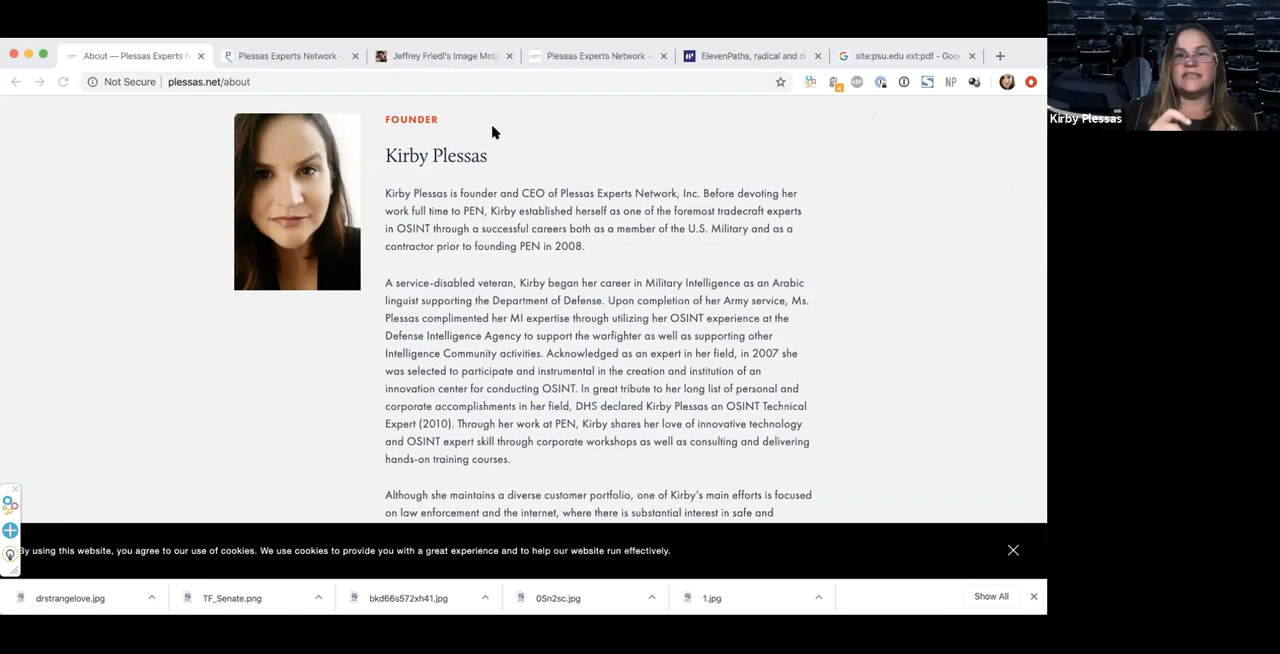 About — Plessas Experts N
Plessas Experts Network -
Jeffrey Friedl's Image Meta
Plessas Experts Network -
ElevenPaths, radical and d
site:psu.edu ext:pdf - Goo
Not Secure
plessas.net/about
NP
Kirby Plessas
FOUNDER
Kirby Plessas
Kirby Plessas is founder and CEO of Plessas Experts Network, Inc. Before devoting her
work full time to PEN, Kirby established herself as one of the foremost tradecraft experts
in OSINT through a successful careers both as a member of the U.S. Military and as a
contractor prior to founding PEN in 2008.
A service-disabled veteran, Kirby began her career in Military Intelligence as an Arabic
linguist supporting the Department of Defense. Upon completion of her Army service, Ms.
Plessas complimented her MI expertise through utilizing her OSINT experience at the
Defense Intelligence Agency to support the warfighter as well as supporting other
Intelligence Community activities. Acknowledged as an expert in her field, in 2007 she
was selected to participate and instrumental in the creation and institution of an
innovation center for conducting OSINT. In great tribute to her long list of personal and
corporate accomplishments in her field, DHS declared Kirby Plessas an OSINT Technical
Expert (2010). Through her work at PEN, Kirby shares her love of innovative technology
and OSINT expert skill through corporate workshops as well as consulting and delivering
hands-on training courses.
Although she maintains a diverse customer portfolio, one of Kirby's main efforts is focused
on law enforcement and the internet, where there is substantial interest in safe and
By using this website, you agree to our use of cookies. We use cookies to provide you with a great experience and to help our website run effectively.
drstrangelove.jpg
TF_Senate.png
bkd66s572xh41.jpg
0Sn2sc.jpg
1.jpg
Show All